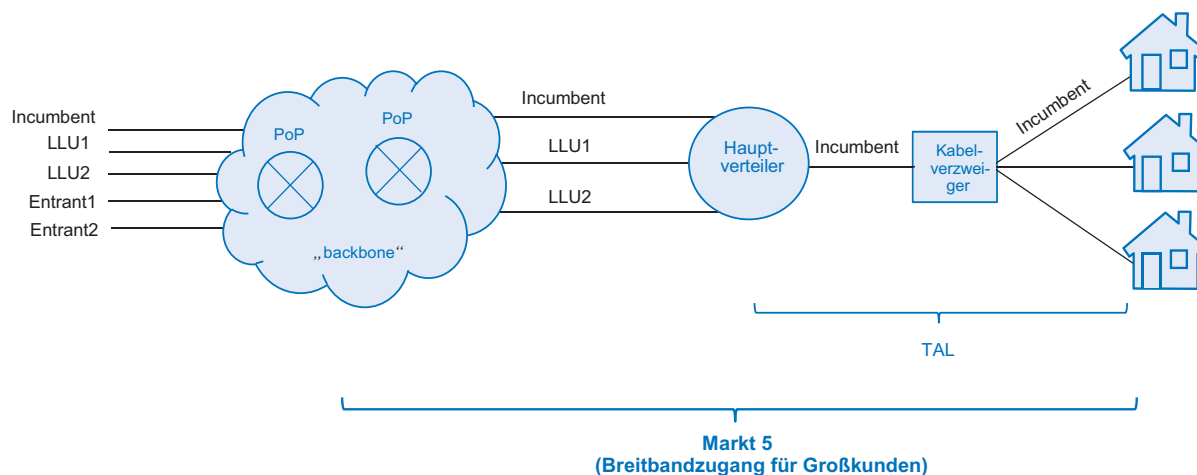 Incumbent
LLU1
LLU2
Entrant1
Entrant2
PoP
PoP
„backbone“
Incumbent
LLU1
LLU2
Haupt-
verteiler
Incumbent
Kabel-
verzwei-
ger
Incumbent
TAL
Markt 5
(Breitbandzugang für Großkunden)